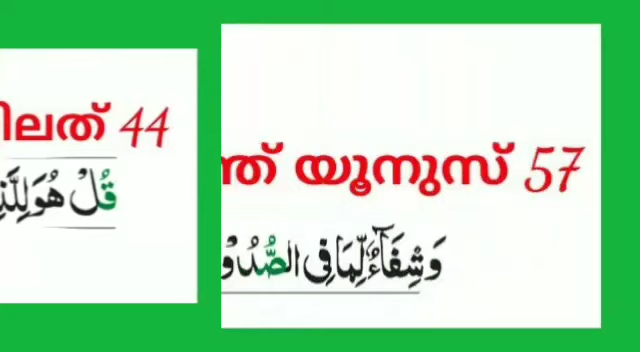 ിലത് 44
قُلْ هُوَ لِلَّذِ
ത്ത് യൂനുസ് 57
وَشِفَآءٌ لِّمَا فِى الصُّدُو